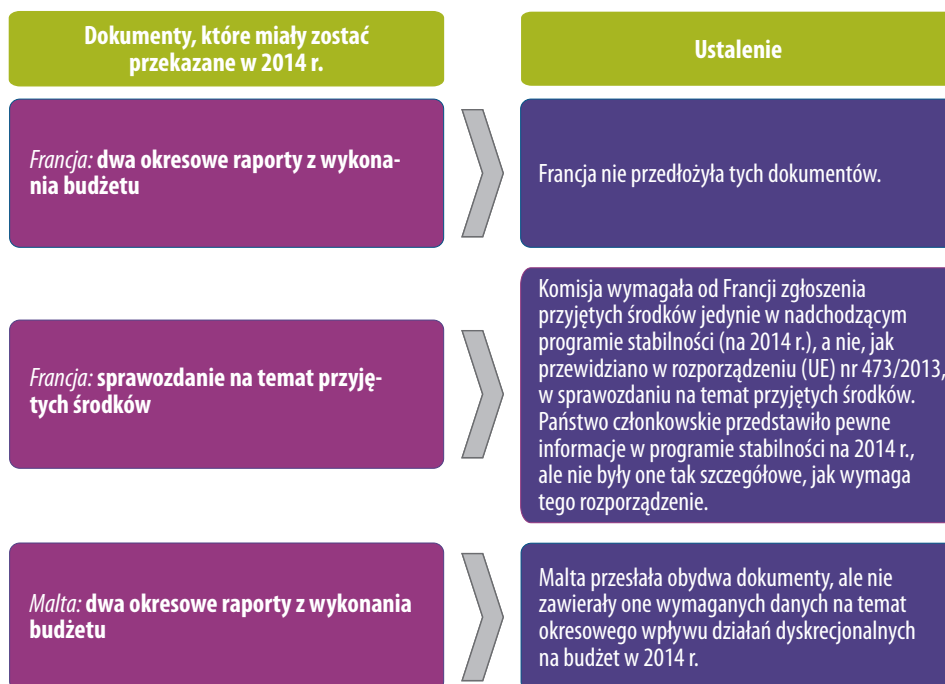 Dokumenty, które miały zostać
przekazane w 2014 r.
Ustalenie
Francja: dwa okresowe raporty z wykona-
nia budżetu
Francja nie przedłożyła tych dokumentów.
Francja: sprawozdanie na temat przyję-
tych środków
Komisja wymagała od Francji zgłoszenia
przyjętych środków jedynie w nadchodzącym
programie stabilności (na 2014 r.), a nie, jak
przewidziano w rozporządzeniu (UE) nr 473/2013,
w sprawozdaniu na temat przyjętych środków.
Państwo członkowskie przedstawiło pewne
informacje w programie stabilności na 2014 r.,
ale nie były one tak szczegółowe, jak wymaga
tego rozporządzenie.
Malta: dwa okresowe raporty z wykonania
budżetu
Malta przesłała obydwa dokumenty, ale nie
zawierały one wymaganych danych na temat
okresowego wpływu działań dyskrecjonalnych
na budżet w 2014 r.